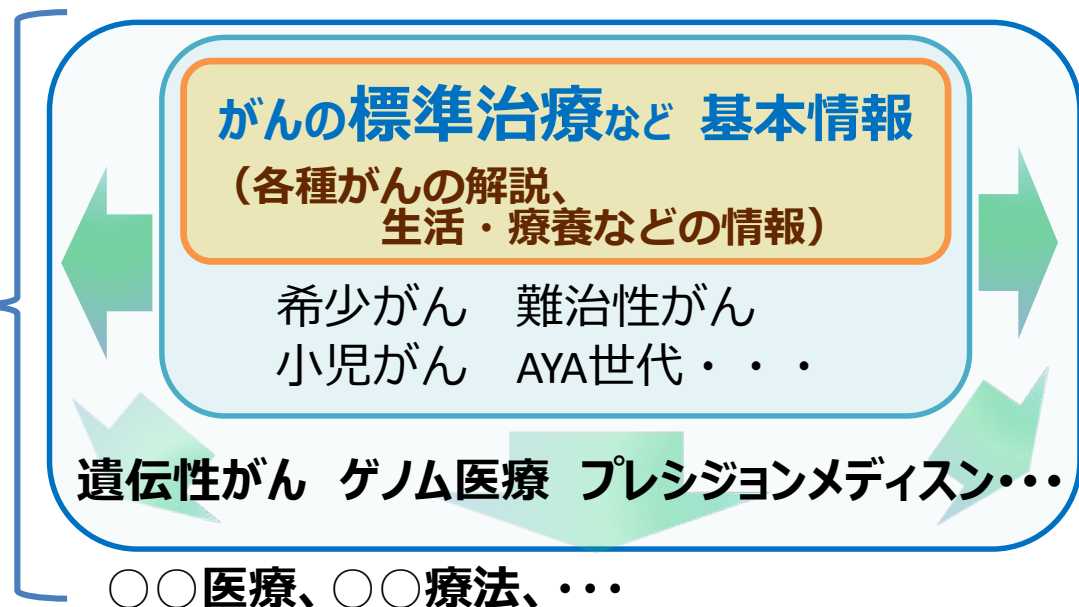 がんの標準治療など 基本情報
（各種がんの解説、
生活・療養などの情報）
希少がん　難治性がん
小児がん　AYA世代・・・
遺伝性がん ゲノム医療 プレシジョンメディスン・・・
○○医療、○○療法、・・・